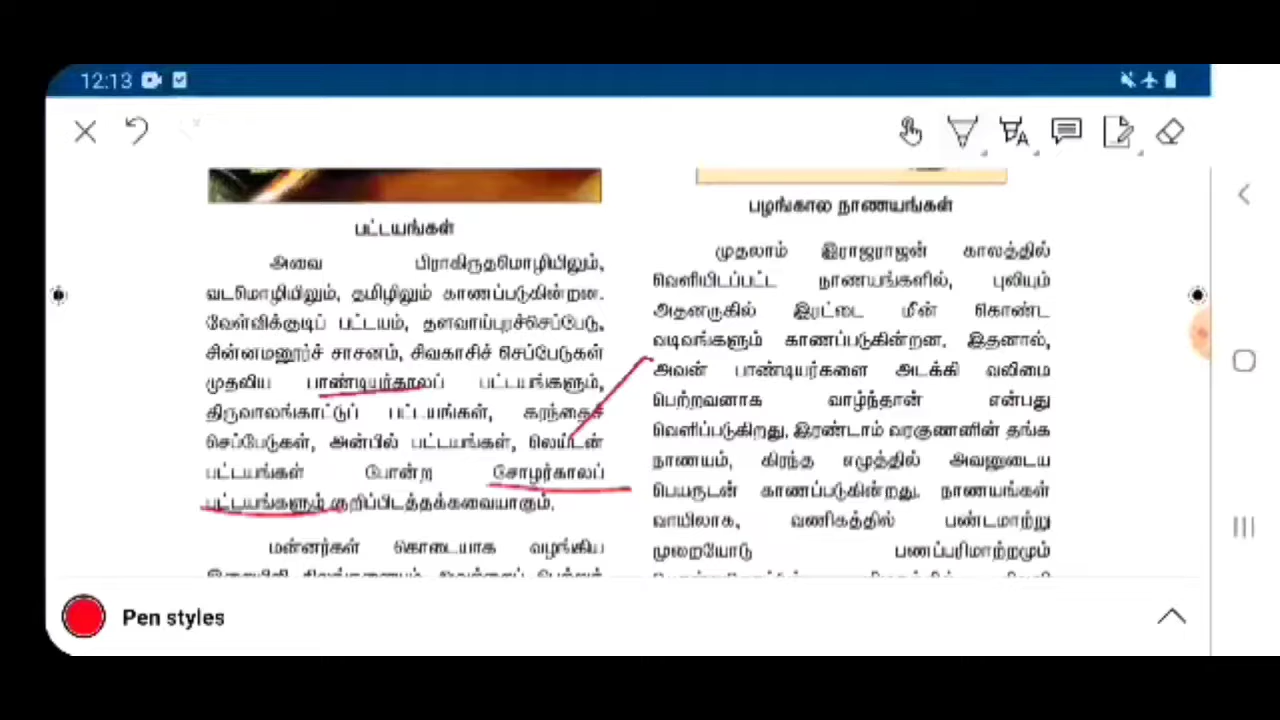 12:13
பட்டயங்கள்
அவை பிராகிருதமொழியிலும்,
வடமொழியிலும், தமிழிலும் காணப்படுகின்றன.
வேள்விக்குடிப் பட்டயம், தளவாய்புரச்செப்பேடு,
சின்னமனூர்ச் சாசனம், சிவகாசிச் செப்பேடுகள்
முதலிய பாண்டியர்காலப் பட்டயங்களும்,
திருவாலங்காட்டுப் பட்டயங்கள், கரந்தைச்
செப்பேடுகள், அன்பில் பட்டயங்கள், லெய்டன்
பட்டயங்கள் போன்ற சோழர்காலப்
பட்டயங்களும் குறிப்பிடத்தக்கவையாகும்.
மன்னர்கள் கொடையாக வழங்கிய
பழங்கால நாணயங்கள்
முதலாம் இராஜராஜன் காலத்தில்
வெளியிடப்பட்ட நாணயங்களில், புலியும்
அதனருகில் இரட்டை மீன் கொண்ட
வடிவங்களும் காணப்படுகின்றன. இதனால்,
அவன் பாண்டியர்களை அடக்கி வலிமை
பெற்றவனாக வாழ்ந்தான் என்பது
வெளிப்படுகிறது. இரண்டாம் வரகுணனின் தங்க
நாணயம், கிரந்த எழுத்தில் அவனுடைய
பெயருடன் காணப்படுகின்றது. நாணயங்கள்
வாயிலாக, வணிகத்தில் பண்டமாற்று
முறையோடு பணப்பரிமாற்றமும்
Pen styles